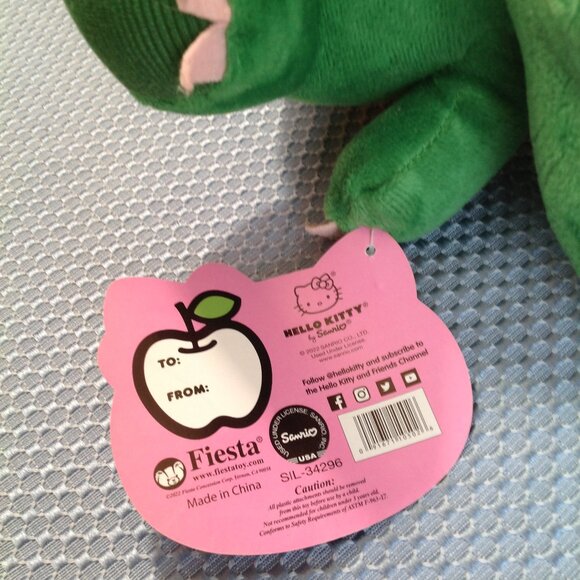 HELLO KITTY®
by Sanrio®
© 2022 SANRIO CO., LTD.
Used Under License.
www.sanrio.com
Follow @hellokitty and subscribe to
the Hello Kitty and Friends Channel
TO:
FROM:
Fiesta®
www.fiestatoy.com
©2022 Fiesta Concession Corp. Vernon, CA 90058
Made in China
USED UNDER LICENSE. SANRIO, INC.
Sanrio
USA
SIL-34296
Caution:
All plastic attachments should be removed
from this toy before use by a child.
Not recommended for children under 3 years old.
Conforms to Safety Requirements of ASTM F-963-17.